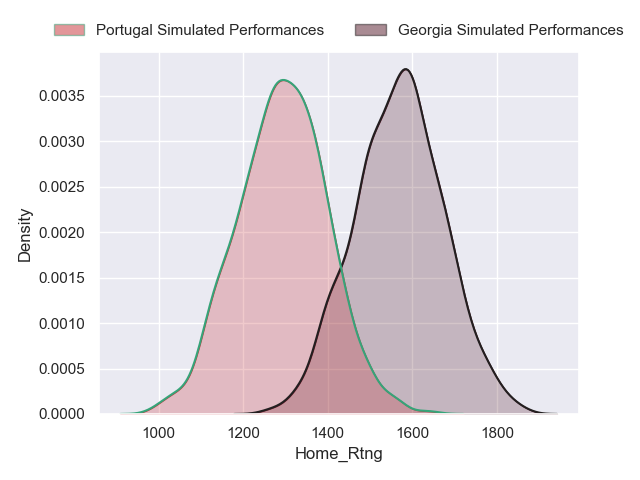 Portugal Simulated Performances Georgia Simulated Performances
0.0035
0.0030
0.0025
0.0020
0.0015
0.0010
0.0005
0.0000
Density
1000 1200 1400 1600 1800
Home_Rtng